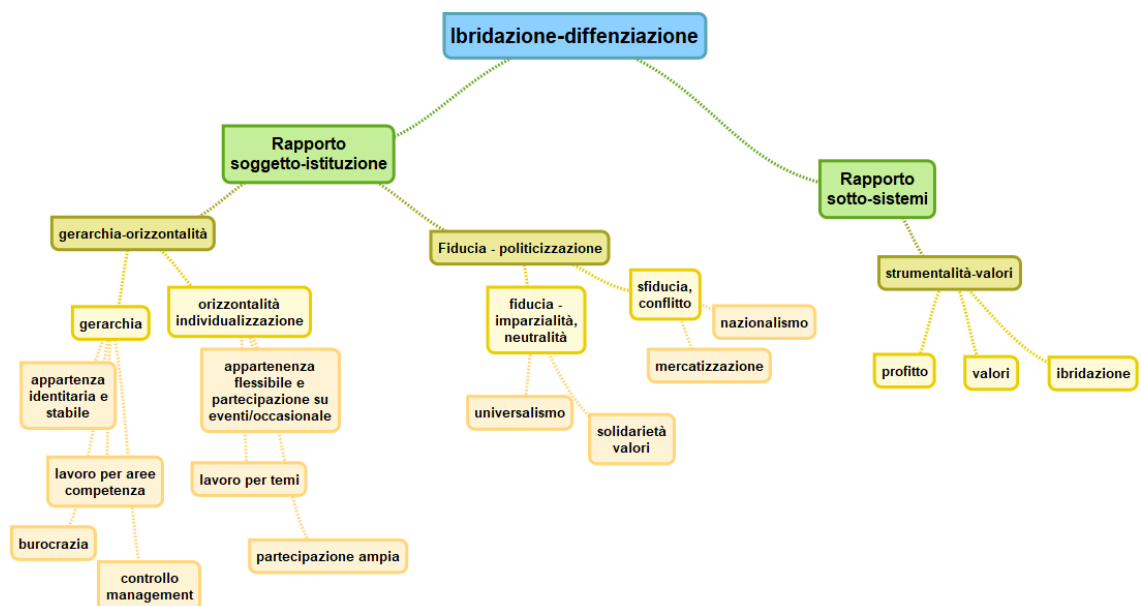 Ibridazione-diffenziazione
Rapporto
soggetto-istituzione
Rapporto
sotto-sistemi
gerarchia-orizzontalità
Fiducia - politicizzazione
strumentalità-valori
gerarchia
orizzontalità
individualizzazione
fiducia -
imparzialità,
neutralità
sfiducia,
conflitto
nazionalismo
mercatizzazione
profitto
valori
ibridazione
appartenza
identitaria e
stabile
appartenenza
flessibile e
partecipazione su
eventi/occasionale
universalismo
solidarietà
valori
lavoro per aree
competenza
lavoro per temi
burocrazia
partecipazione ampia
controllo
management